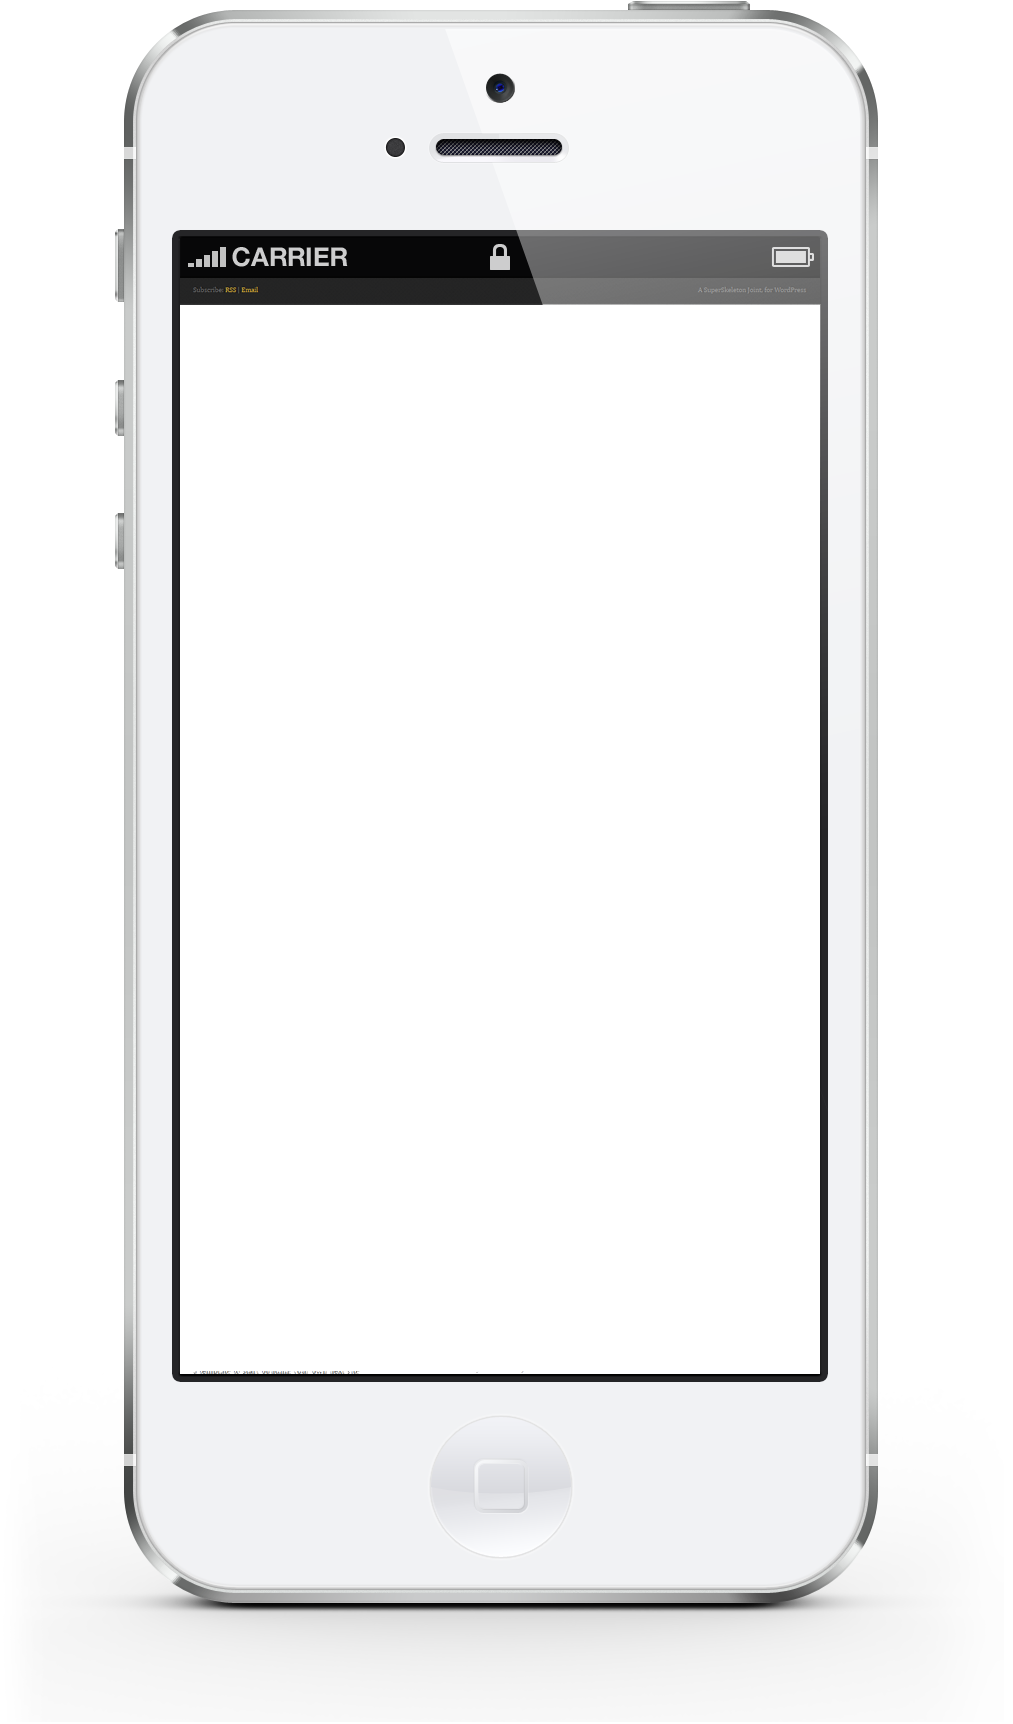 CARRIER
Subscribe: RSS | Email
A SuperSkeleton Joint, for WordPress